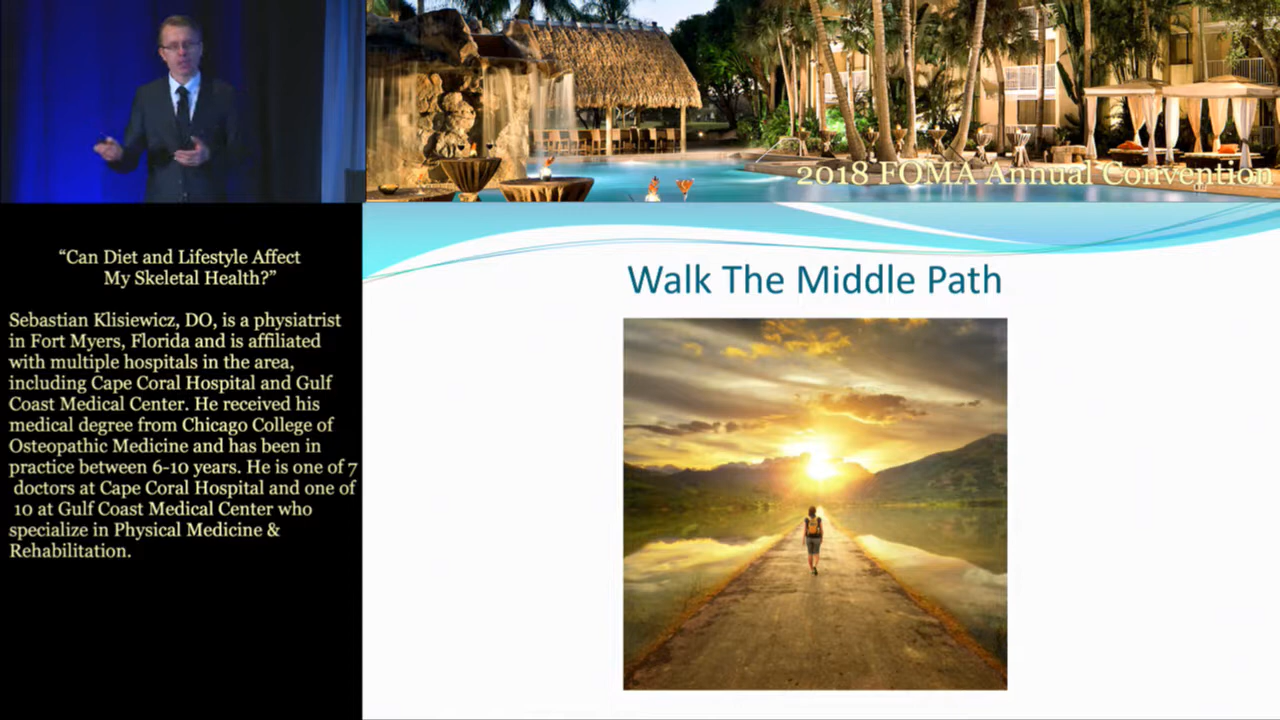 2018 FOMA Annual Convention
“Can Diet and Lifestyle Affect
My Skeletal Health?”
Sebastian Klisiewicz, DO, is a physiatrist
in Fort Myers, Florida and is affiliated
with multiple hospitals in the area,
including Cape Coral Hospital and Gulf
Coast Medical Center. He received his
medical degree from Chicago College of
Osteopathic Medicine and has been in
practice between 6-10 years. He is one of 7
doctors at Cape Coral Hospital and one of
10 at Gulf Coast Medical Center who
specialize in Physical Medicine &
Rehabilitation.
Walk The Middle Path